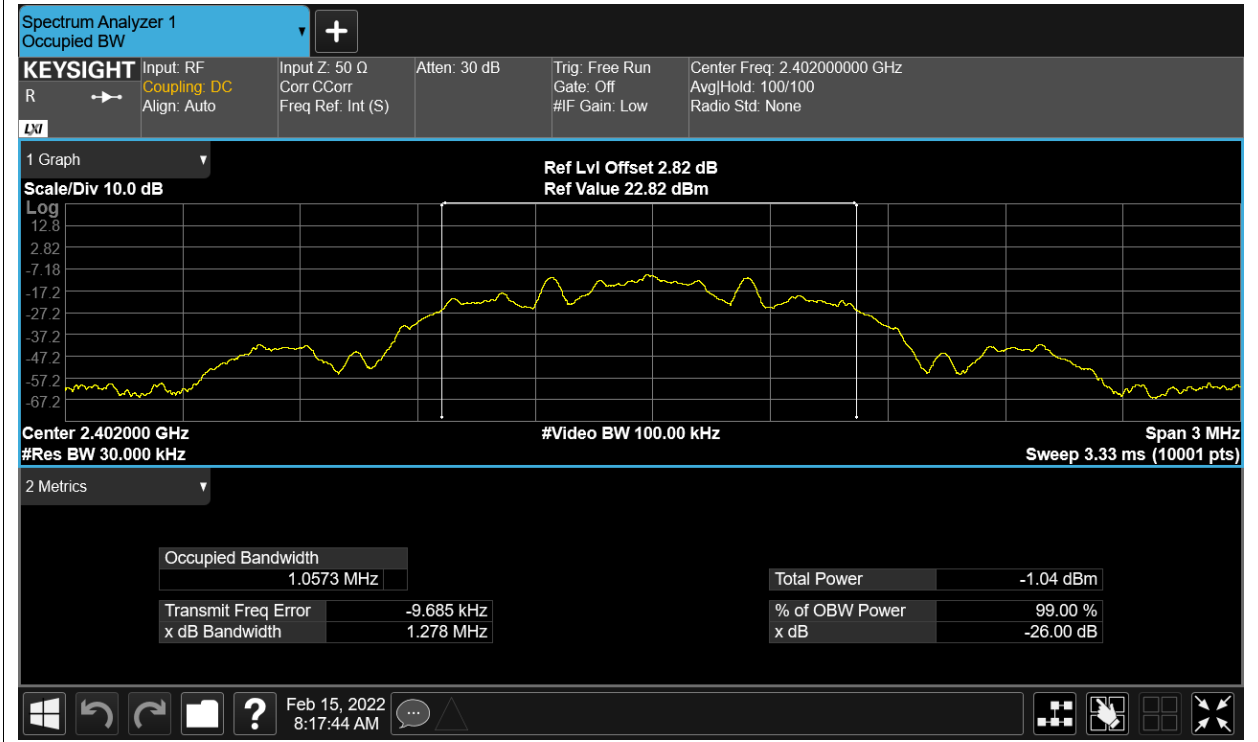 Spectrum Analyzer 1
Occupied BW
KEYSIGHT
R
LXI
Input: RF
Coupling: DC
Align: Auto
Input Z: 50 Ω
Corr CCorr
Freq Ref: Int (S)
Atten: 30 dB
Trig: Free Run
Gate: Off
#IF Gain: Low
Center Freq: 2.402000000 GHz
Avg|Hold: 100/100
Radio Std: None
1 Graph
Scale/Div 10.0 dB
Ref Lvl Offset 2.82 dB
Ref Value 22.82 dBm
Log
12.8
2.82
-7.18
-17.2
-27.2
-37.2
-47.2
-57.2
-67.2
Center 2.402000 GHz
#Video BW 100.00 kHz
Span 3 MHz
#Res BW 30.000 kHz
Sweep 3.33 ms (10001 pts)
2 Metrics
Occupied Bandwidth
1.0573 MHz
Total Power -1.04 dBm
Transmit Freq Error -9.685 kHz
% of OBW Power 99.00 %
x dB Bandwidth 1.278 MHz
x dB -26.00 dB
?
Feb 15, 2022
8:17:44 AM